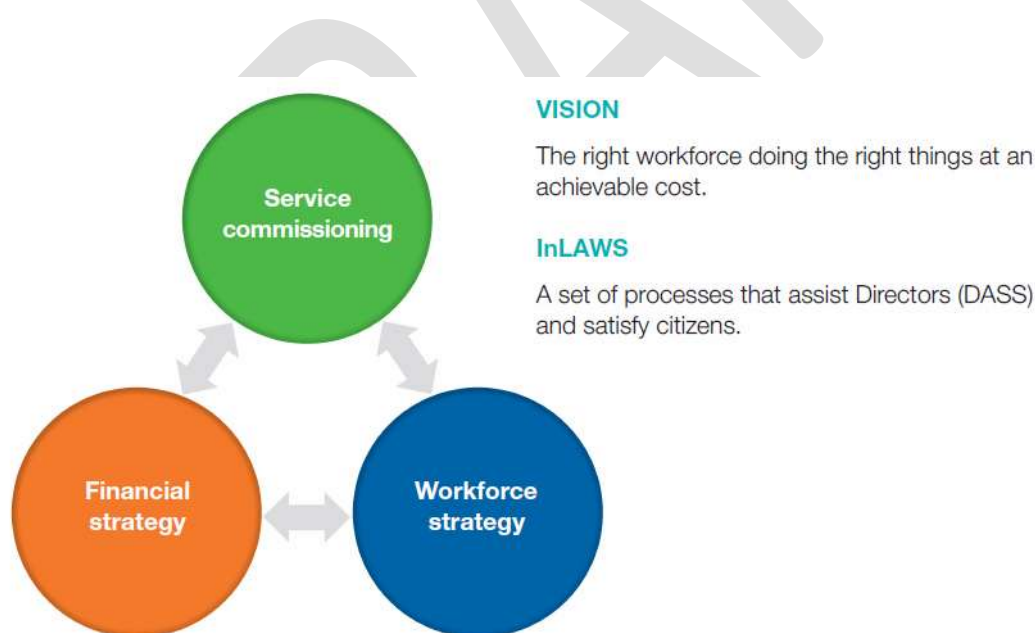 Service
commissioning
Financial
strategy
Workforce
strategy
VISION
The right workforce doing the right things at an
achievable cost.
InLAWS
A set of processes that assist Directors (DASS)
and satisfy citizens.